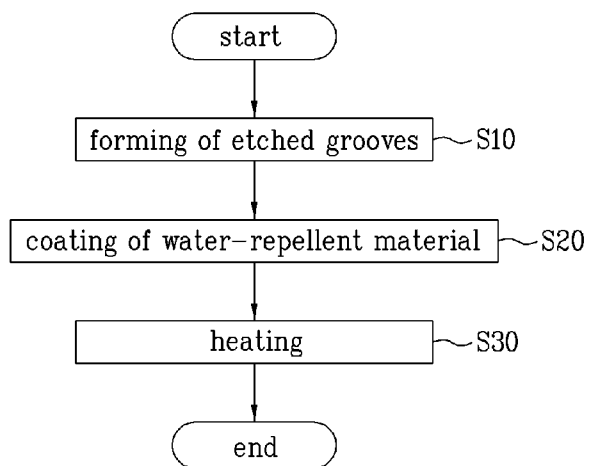 start
forming of etched grooves S10
coating of water-repellent material S20
heating S30
end